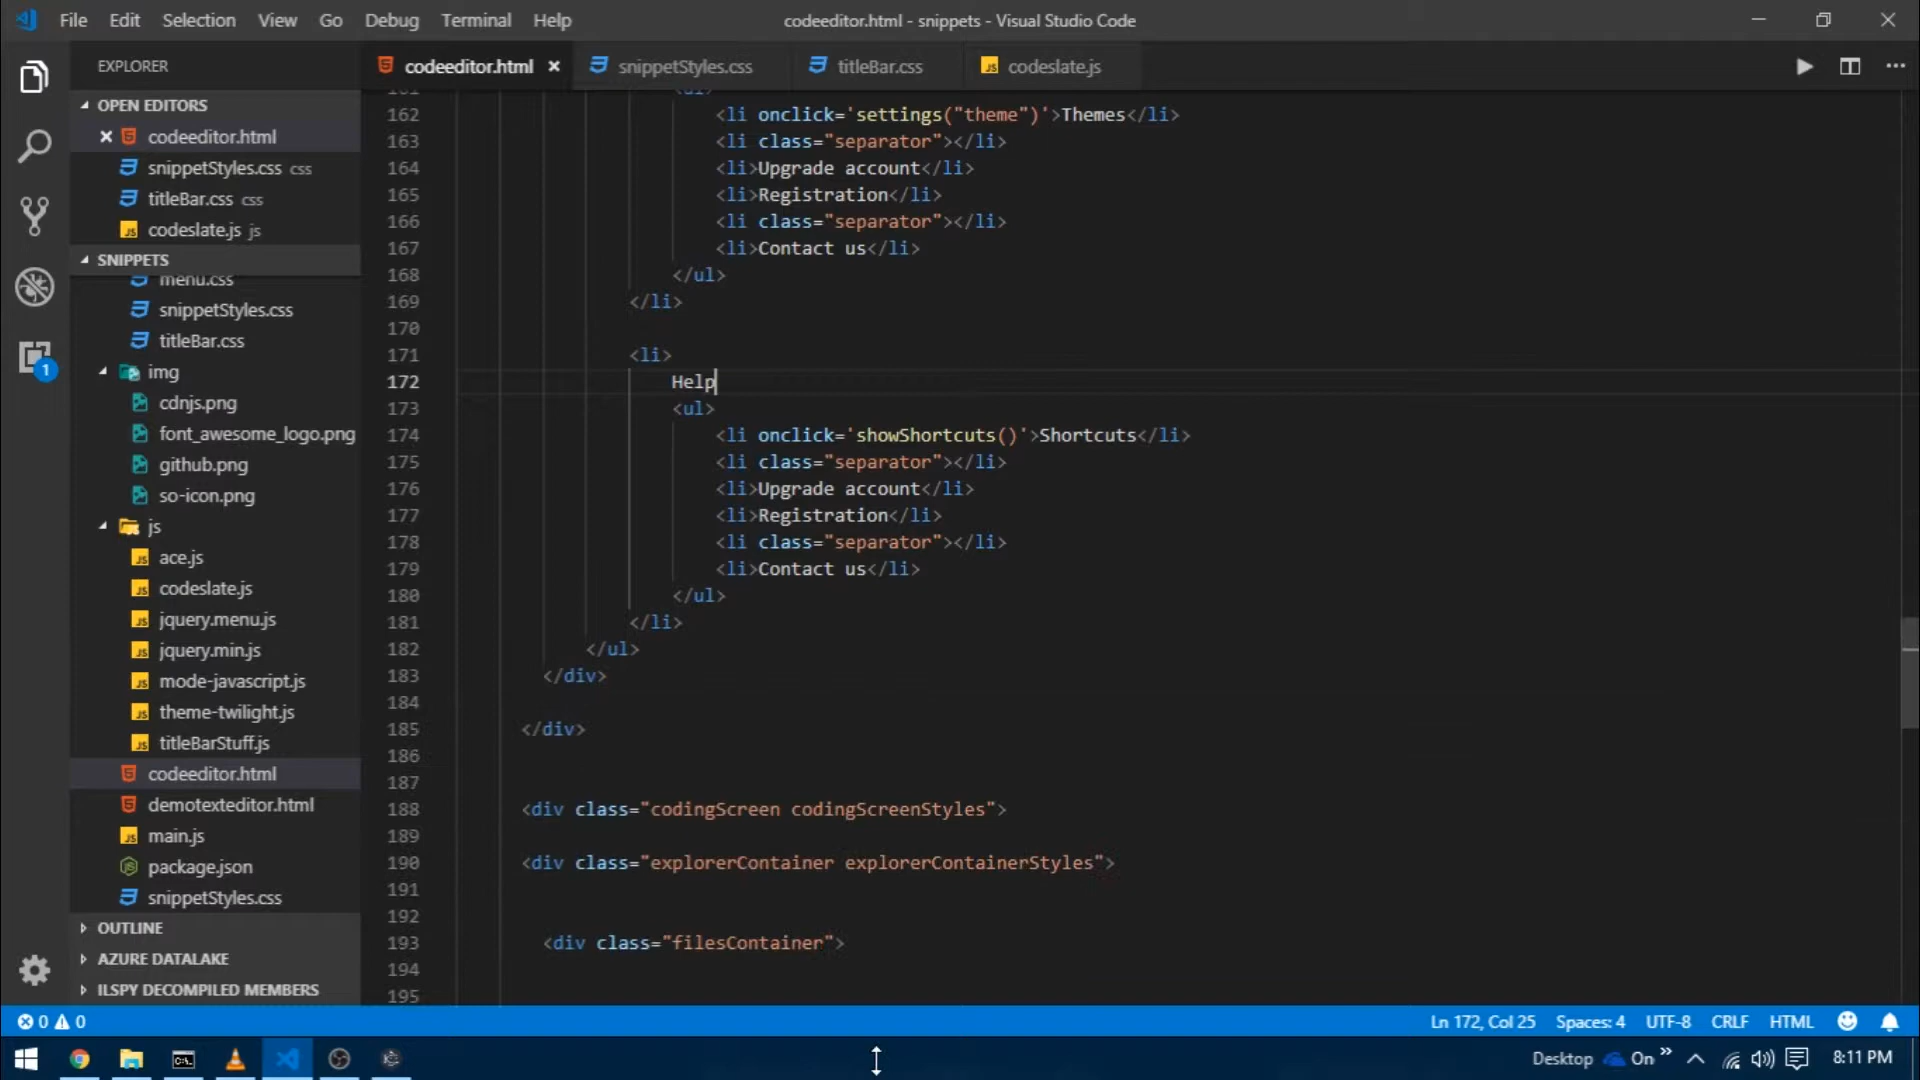 File Edit Selection View Go Debug Terminal Help codeeditor.html - snippets - Visual Studio Code
EXPLORER
codeeditor.html snippetStyles.css titleBar.css codeslate.js
OPEN EDITORS
codeeditor.html
snippetStyles.css css
titleBar.css css
codeslate.js js
SNIPPETS
menu.css
snippetStyles.css
titleBar.css
img
cdnjs.png
font_awesome_logo.png
github.png
so-icon.png
js
ace.js
codeslate.js
jquery.menu.js
jquery.min.js
mode-javascript.js
theme-twilight.js
titleBarStuff.js
codeeditor.html
demotexteditor.html
main.js
package.json
snippetStyles.css
OUTLINE
AZURE DATALAKE
ILSPY DECOMPILED MEMBERS
1
161 <ul>
162 <li onclick='settings("theme")'>Themes</li>
163 <li class="separator"></li>
164 <li>Upgrade account</li>
165 <li>Registration</li>
166 <li class="separator"></li>
167 <li>Contact us</li>
168 </ul>
169 </li>
170
171 <li>
172 Help
173 <ul>
174 <li onclick='showShortcuts()'>Shortcuts</li>
175 <li class="separator"></li>
176 <li>Upgrade account</li>
177 <li>Registration</li>
178 <li class="separator"></li>
179 <li>Contact us</li>
180 </ul>
181 </li>
182 </ul>
183 </div>
184
185 </div>
186
187
188 <div class="codingScreen codingScreenStyles">
189
190 <div class="explorerContainer explorerContainerStyles">
191
192
193 <div class="filesContainer">
194
195
0 0 Ln 172, Col 25 Spaces: 4 UTF-8 CRLF HTML
Desktop On 8:11 PM